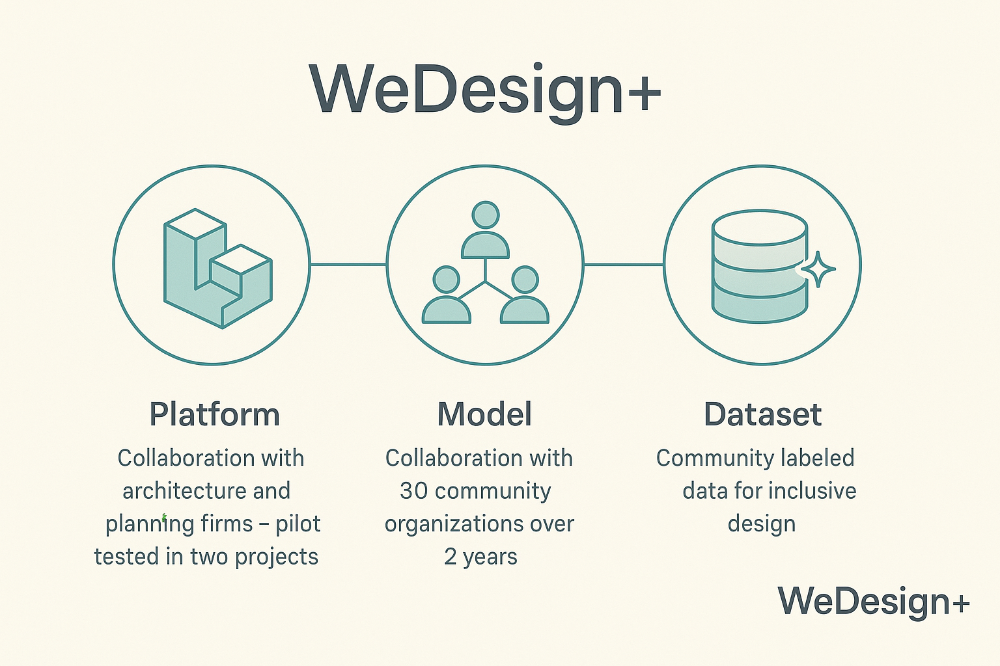 WeDesign+
Platform
Collaboration with
architecture and
planning firms – pilot
tested in two projects
Model
Collaboration with
30 community
organizations over
2 years
Dataset
Community labeled
data for inclusive
design
WeDesign+